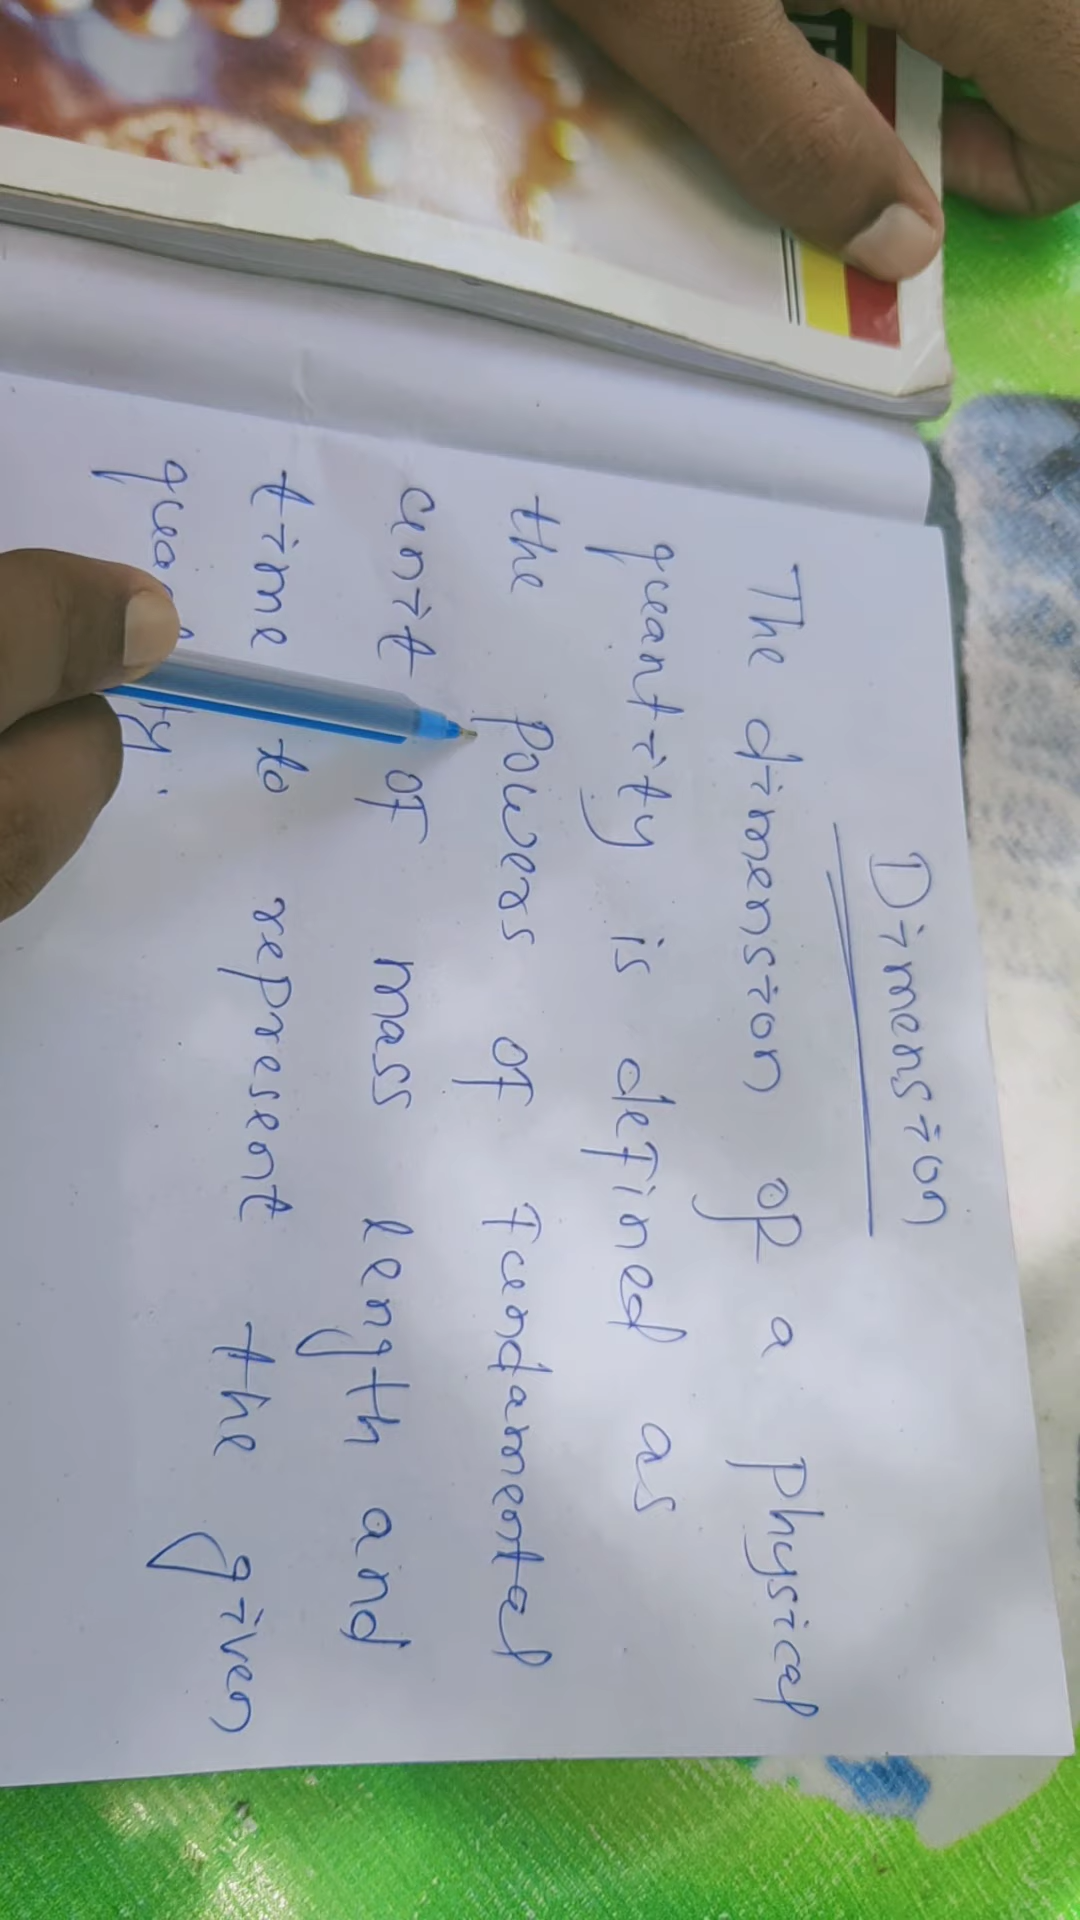 Dimension
The dimension of a physical
quantity is defined as
the powers of fundamental
unit of mass length and
time to represent the given
quantity.